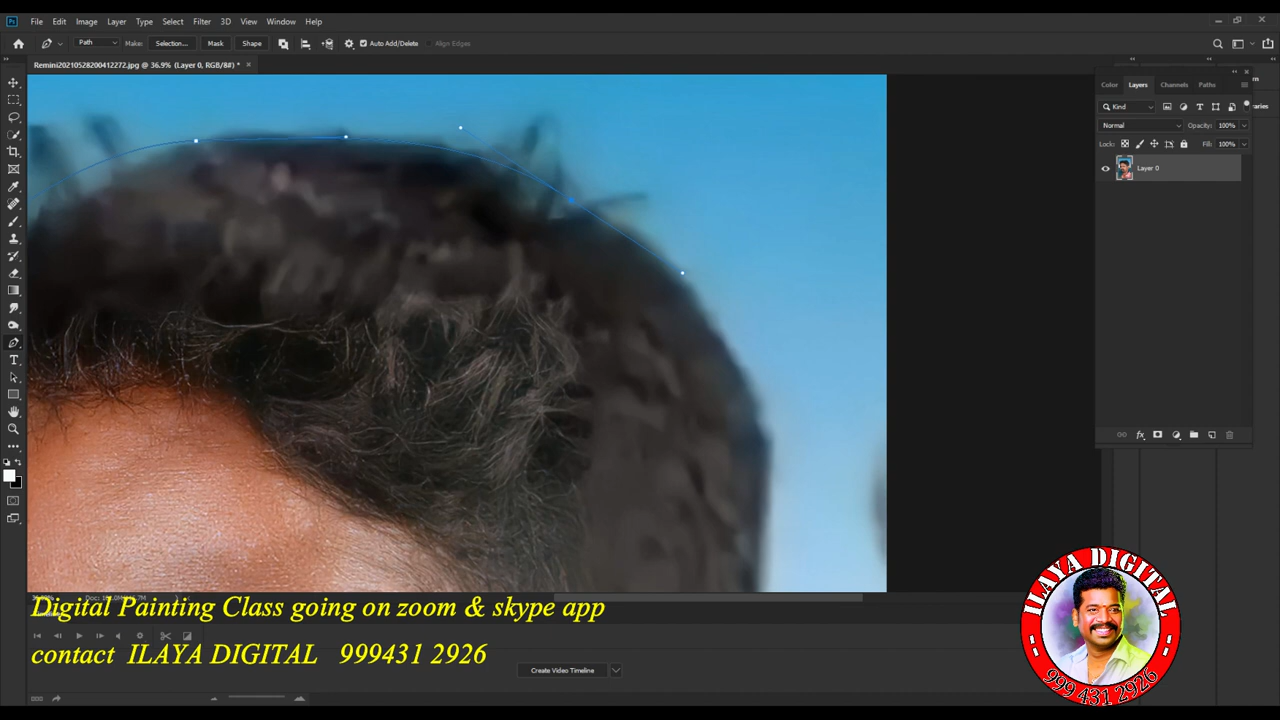 Ps File Edit Image Layer Type Select Filter 3D View Window Help
Path Make: Selection... Mask Shape Auto Add/Delete Align Edges
Remini20210528200412272.jpg @ 36.9% (Layer 0, RGB/8#) * ×
Color Layers Channels Paths
Kind
Normal Opacity: 100%
Lock: Fill: 100%
Layer 0
Digital Painting Class going on zoom & skype app
contact ILAYA DIGITAL 999431 2926
Create Video Timeline
ILAYA DIGITAL
999 431 2926